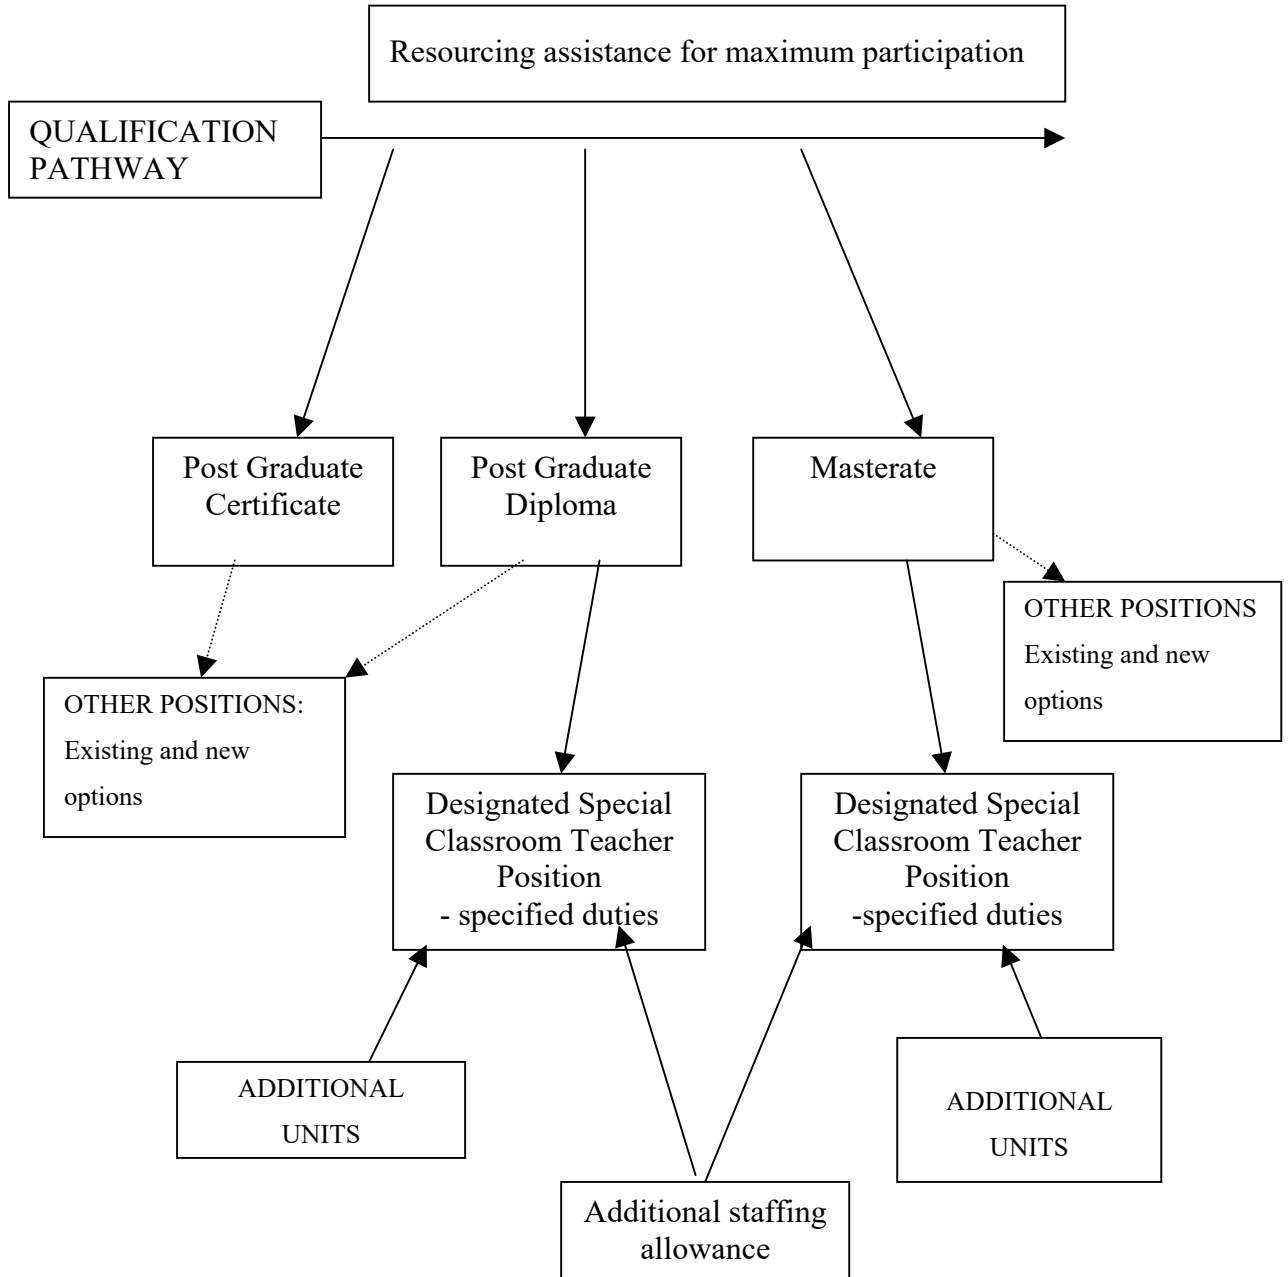 Resourcing assistance for maximum participation
QUALIFICATION
PATHWAY
Post Graduate
Certificate
Post Graduate
Diploma
Masterate
OTHER POSITIONS
Existing and new
options
OTHER POSITIONS:
Existing and new
options
Designated Special
Classroom Teacher
Position
- specified duties
Designated Special
Classroom Teacher
Position
-specified duties
ADDITIONAL
UNITS
ADDITIONAL
UNITS
Additional staffing
allowance